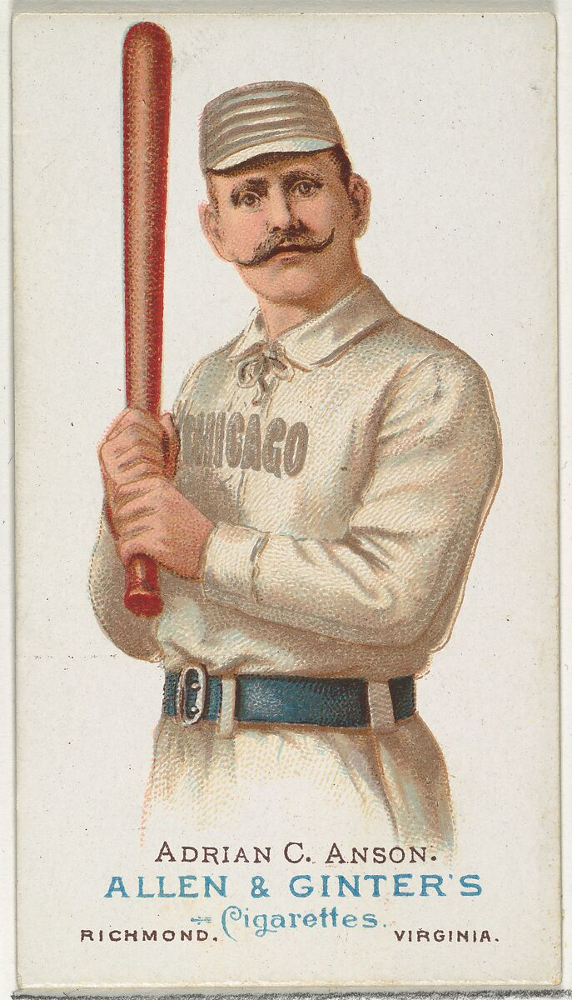 CHICAGO
ADRIAN C. ANSON.
ALLEN & GINTER'S
Cigarettes.
RICHMOND. VIRGINIA.